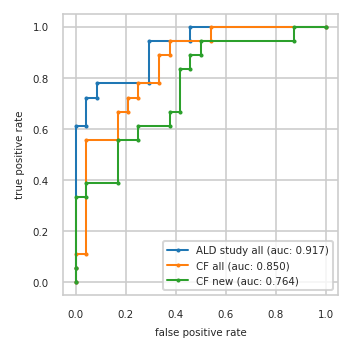 1.0
0.8
0.6
0.4
0.2
0.0
true positive rate
ALD study all (auc: 0.917)
CF all (auc: 0.850)
CF new (auc: 0.764)
0.0 0.2 0.4 0.6 0.8 1.0
false positive rate